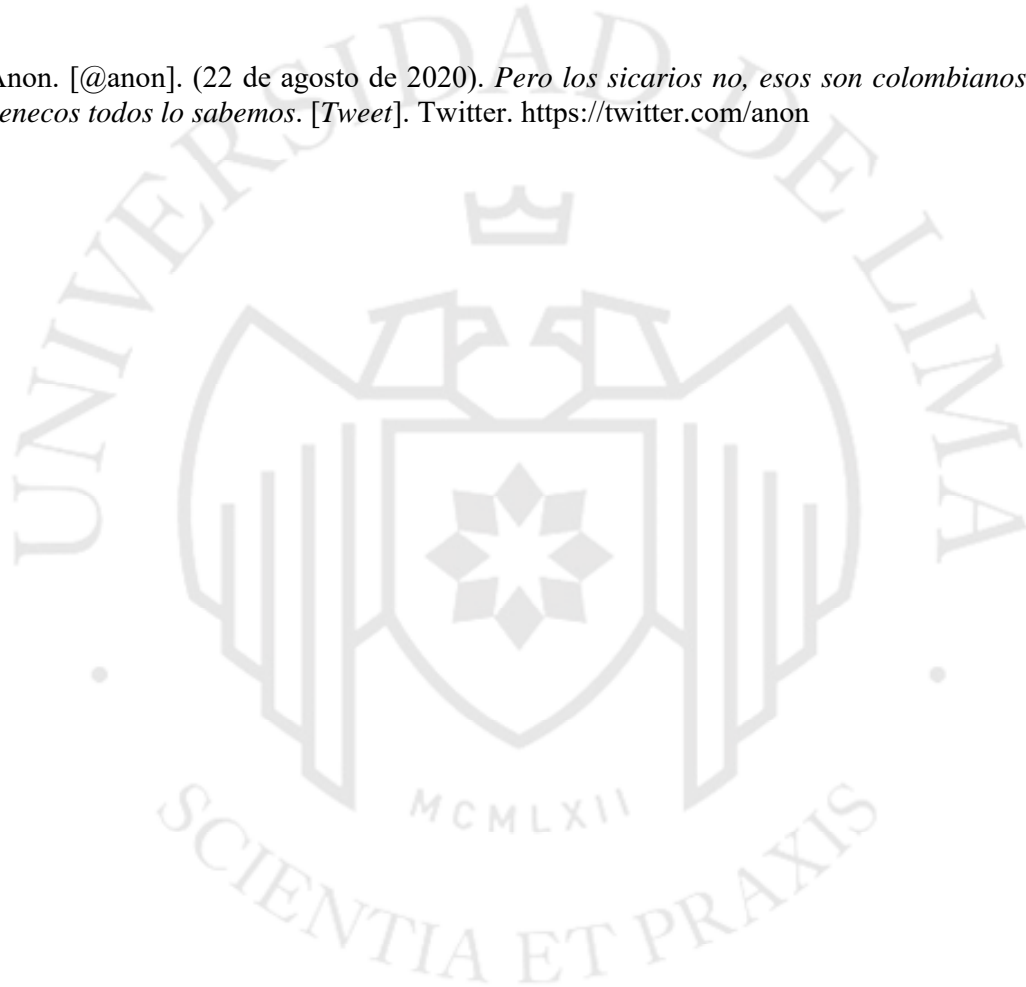 Anon. [@anon]. (22 de agosto de 2020). Pero los sicarios no, esos son colombianos
enecos todos lo sabemos. [Tweet]. Twitter. https://twitter.com/anon
UNIVERSIDAD DE LIMA
MCMLXII
SCIENTIA ET PRAXIS